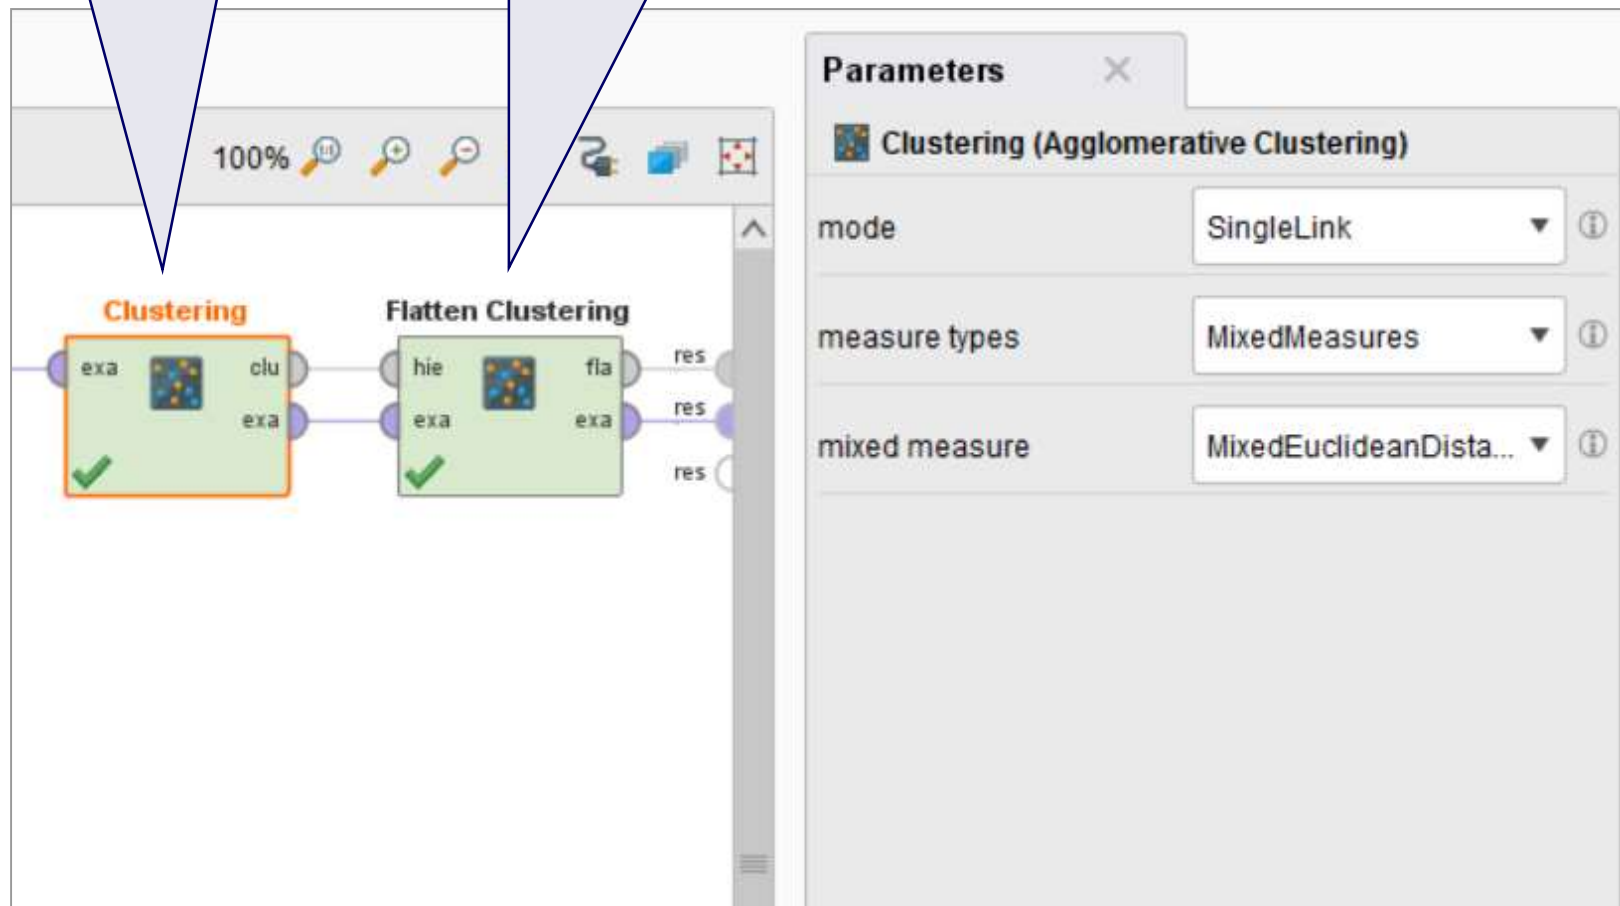 Parameters
100%
Clustering (Agglomerative Clustering)
mode
SingleLink
measure types
MixedMeasures
mixed measure
MixedEuclideanDista...
Clustering
Flatten Clustering
exa
clu
exa
hie
fla
exa
exa
res
res
res